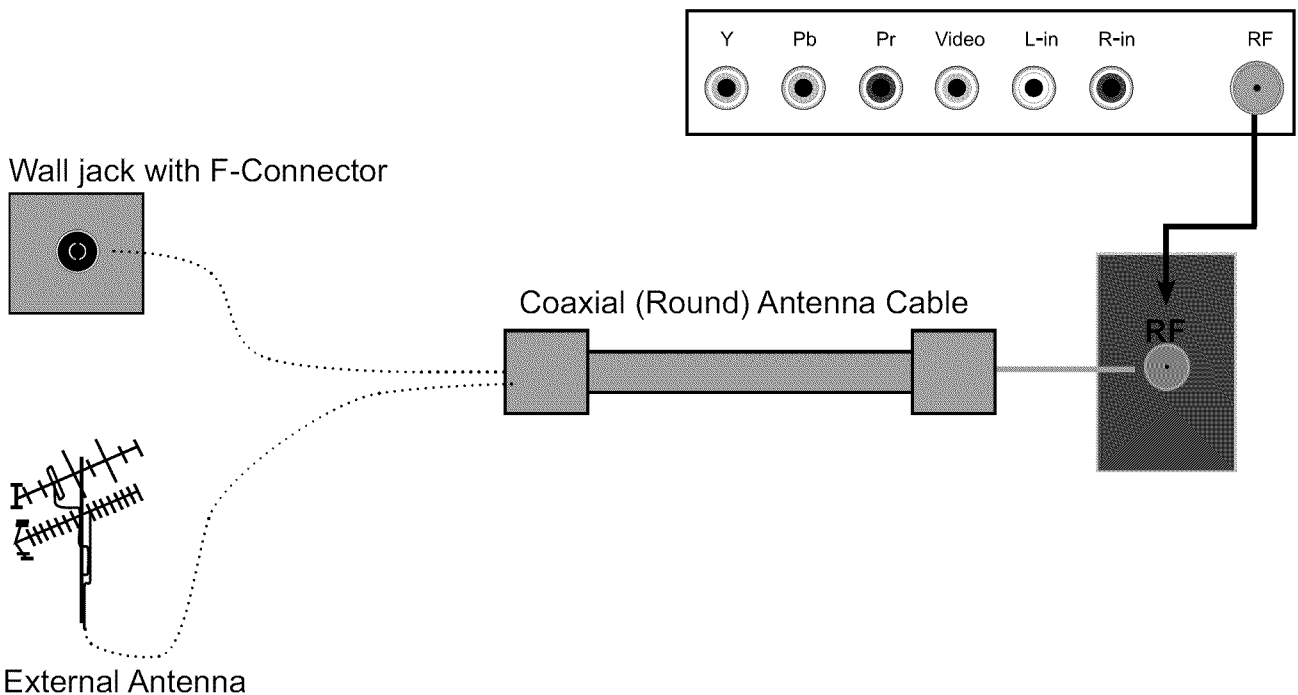 Y Pb Pr Video L-in R-in RF
Wall jack with F-Connector
Coaxial (Round) Antenna Cable
RF
External Antenna